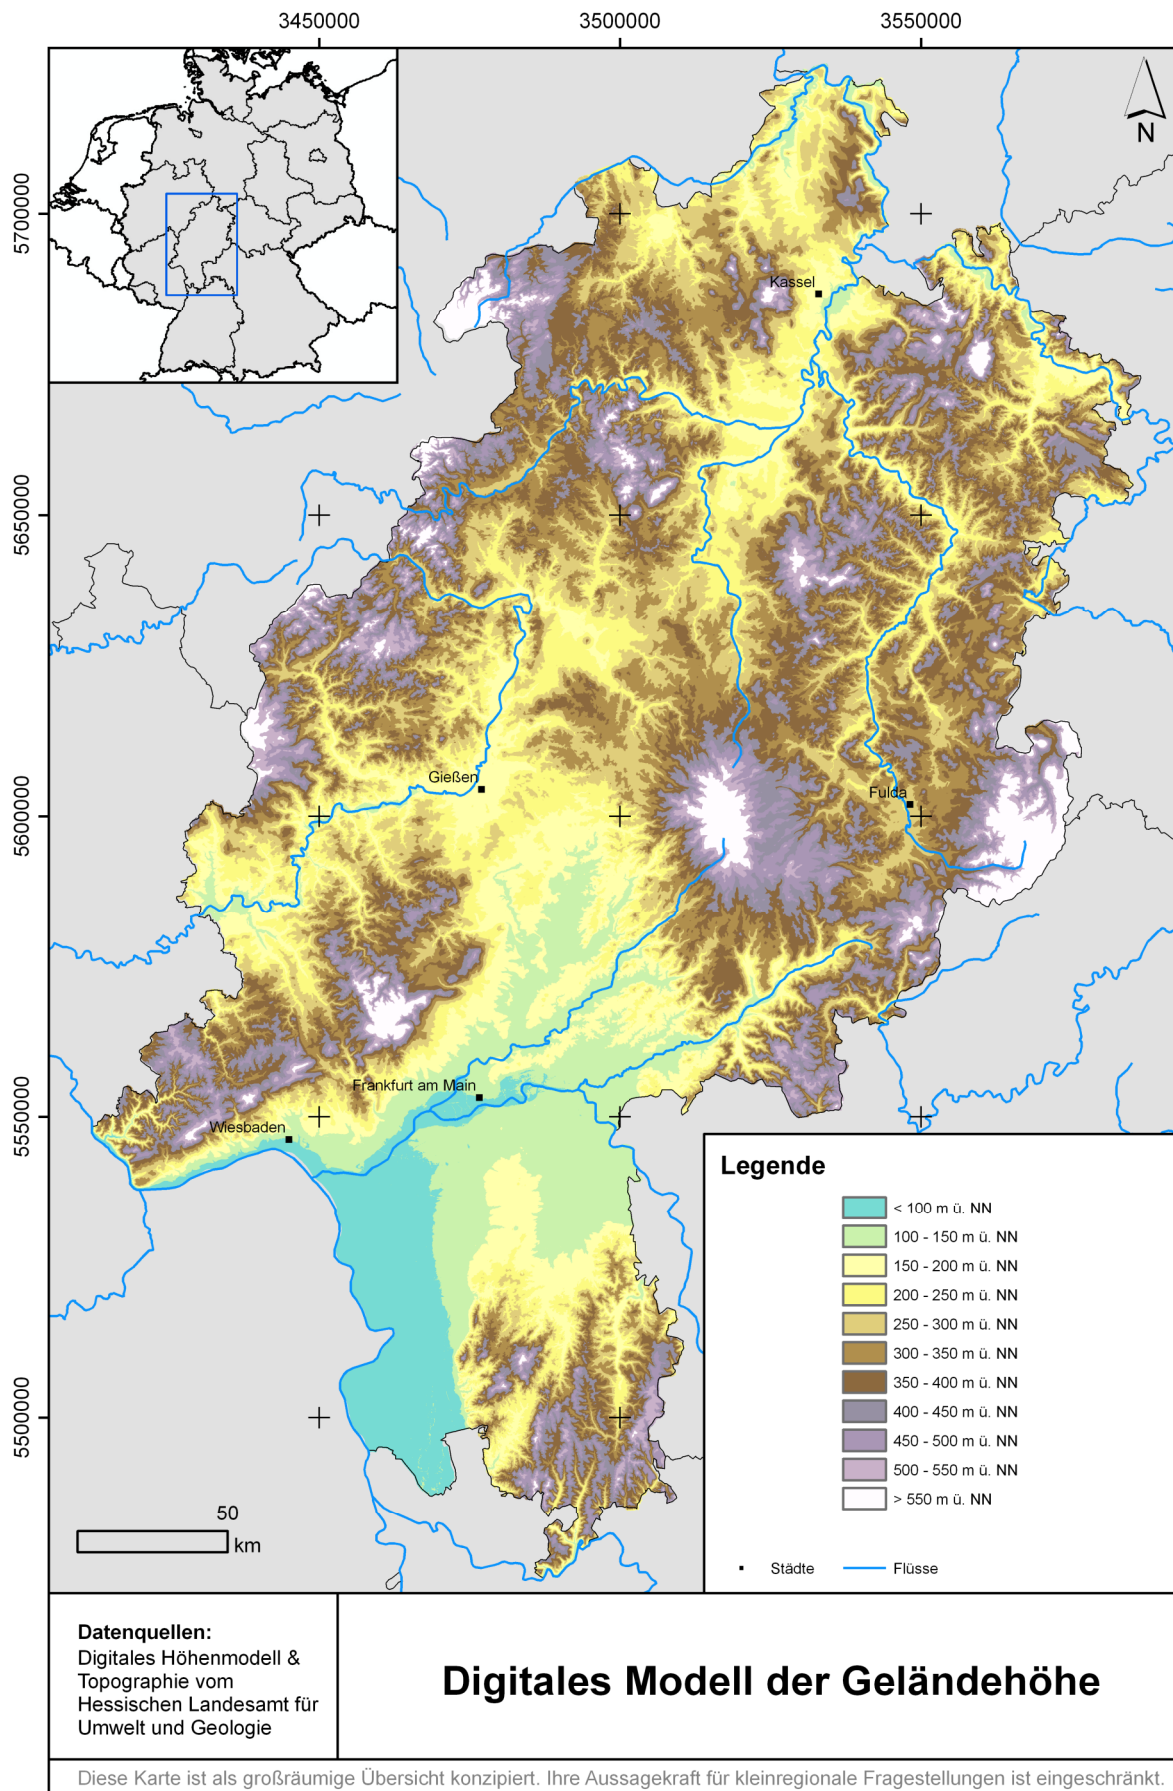 3450000
3500000
3550000
N
5700000
5650000
5600000
5550000
5500000
Kassel
Gießen
Fulda
Frankfurt am Main
Wiesbaden
Legende
< 100 m ü. NN
100 - 150 m ü. NN
150 - 200 m ü. NN
200 - 250 m ü. NN
250 - 300 m ü. NN
300 - 350 m ü. NN
350 - 400 m ü. NN
400 - 450 m ü. NN
450 - 500 m ü. NN
500 - 550 m ü. NN
> 550 m ü. NN
Städte
Flüsse
50
km
Datenquellen:
Digitales Höhenmodell &
Topographie vom
Hessischen Landesamt für
Umwelt und Geologie
Digitales Modell der Geländehöhe
Diese Karte ist als großräumige Übersicht konzipiert. Ihre Aussagekraft für kleinregionale Fragestellungen ist eingeschränkt